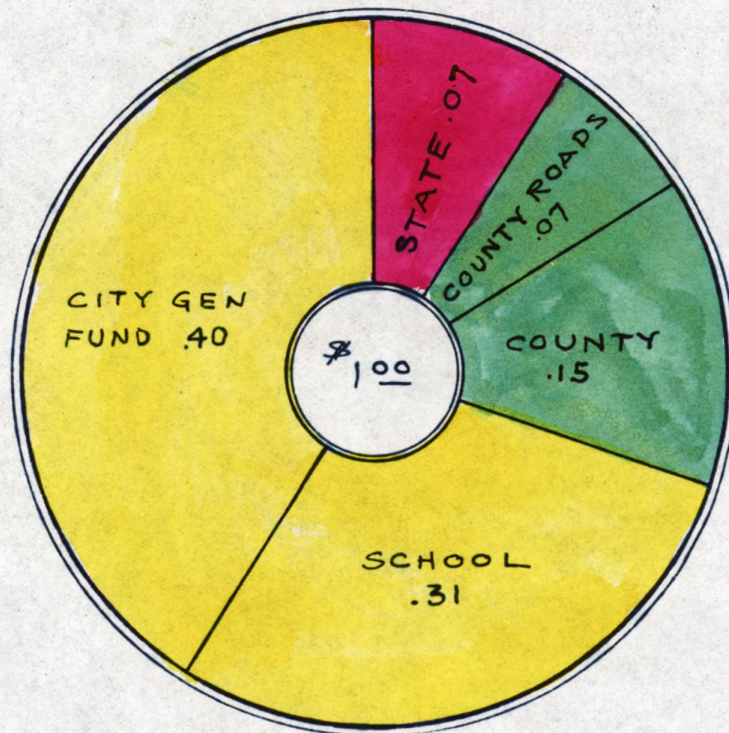 STATE .07
COUNTY ROADS
.07
COUNTY
.15
SCHOOL
.31
CITY GEN
FUND .40
$1.00